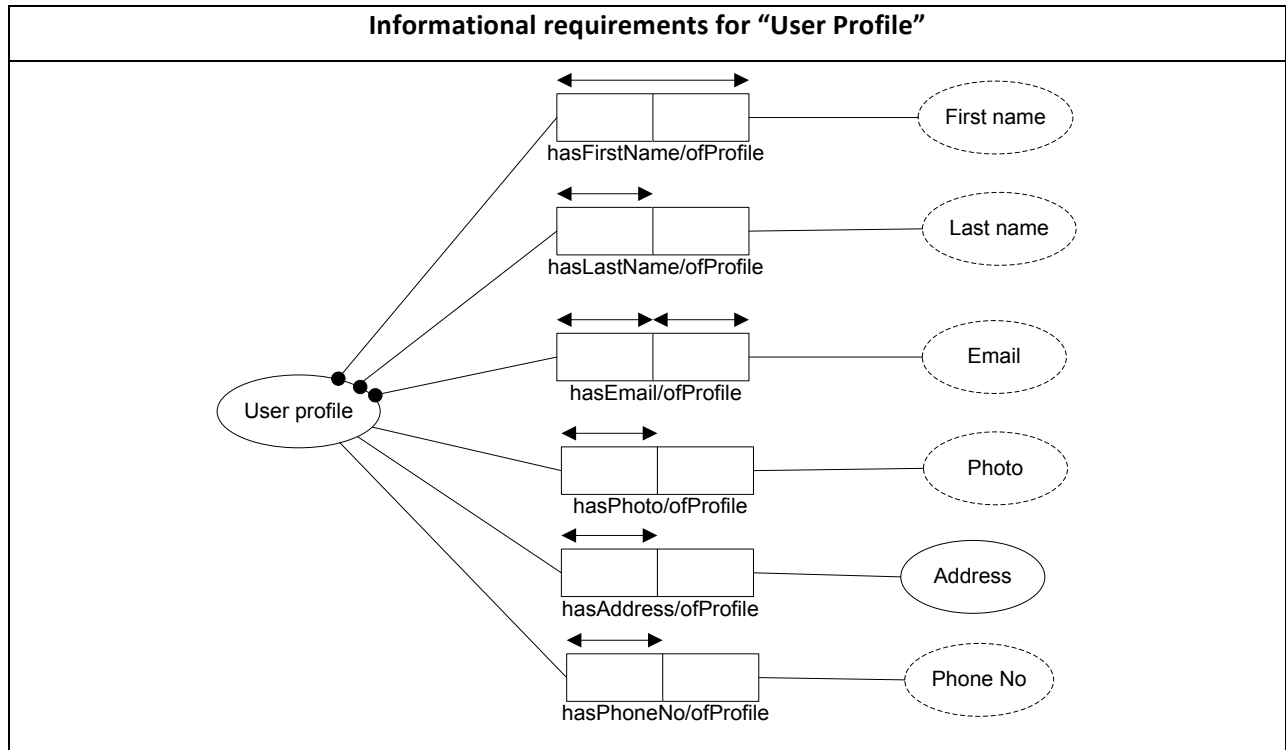 Informational requirements for “User Profile”
First name
hasFirstName/ofProfile
Last name
hasLastName/ofProfile
Email
hasEmail/ofProfile
User profile
Photo
hasPhoto/ofProfile
Address
hasAddress/ofProfile
Phone No
hasPhoneNo/ofProfile